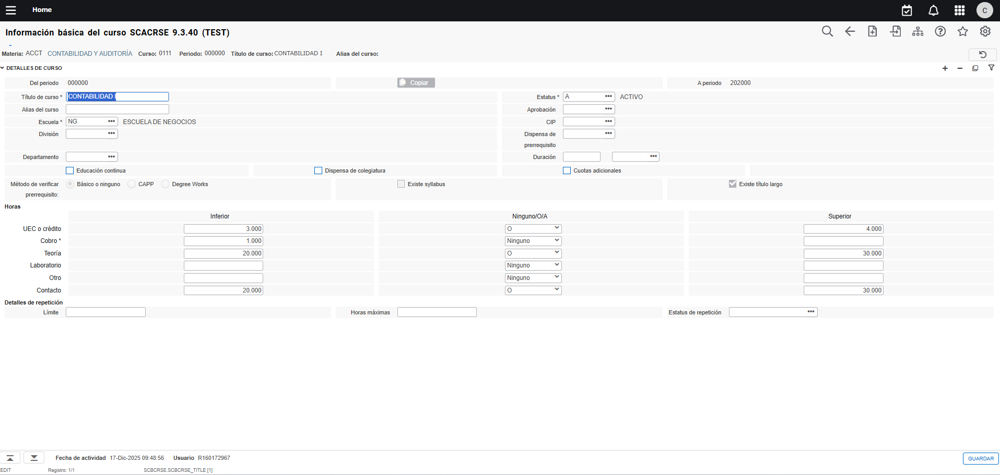 Home
C
Información básica del curso SCACRSE 9.3.40 (TEST)
Materia: ACCT CONTABILIDAD Y AUDITORÍA Curso: 0111 Periodo: 000000 Título de curso: CONTABILIDAD I Alias del curso:
DETALLES DE CURSO
Del periodo 000000 Copiar A periodo 202000
Título de curso * CONTABILIDAD I Estatus * A ••• ACTIVO
Alias del curso Aprobación •••
Escuela * NG ••• ESCUELA DE NEGOCIOS CIP •••
División ••• Dispensa de prerrequisito •••
Departamento ••• Duración •••
Educación continua Dispensa de colegiatura Cuotas adicionales
Método de verificar prerrequisito: Básico o ninguno CAPP Degree Works Existe syllabus Existe título largo
Horas
Inferior Ninguno/O/A Superior
UEC o crédito 3.000 O 4.000
Cobro * 1.000 Ninguno
Teoría 20.000 O 30.000
Laboratorio Ninguno
Otro Ninguno
Contacto 20.000 O 30.000
Detalles de repetición
Límite Horas máximas Estatus de repetición •••
Fecha de actividad 17-Dic-2025 09:48:56 Usuario R160172967 GUARDAR
EDIT Registro: 1/1 SCBCRSE.SCBCRSE_TITLE [1]